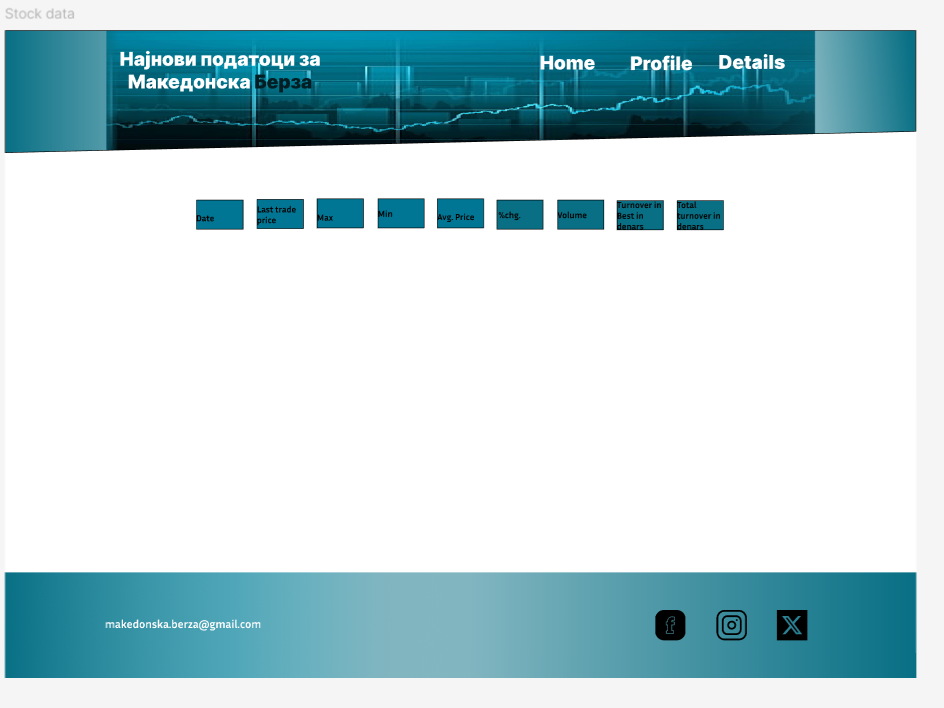 Stock data
Најнови податоци за
Македонска Берза
Home
Profile
Details
Date
Last trade
price
Max
Min
Avg. Price
%chg.
Volume
Turnover in
Best in
denars
Total
turnover in
denars
makedonska.berza@gmail.com